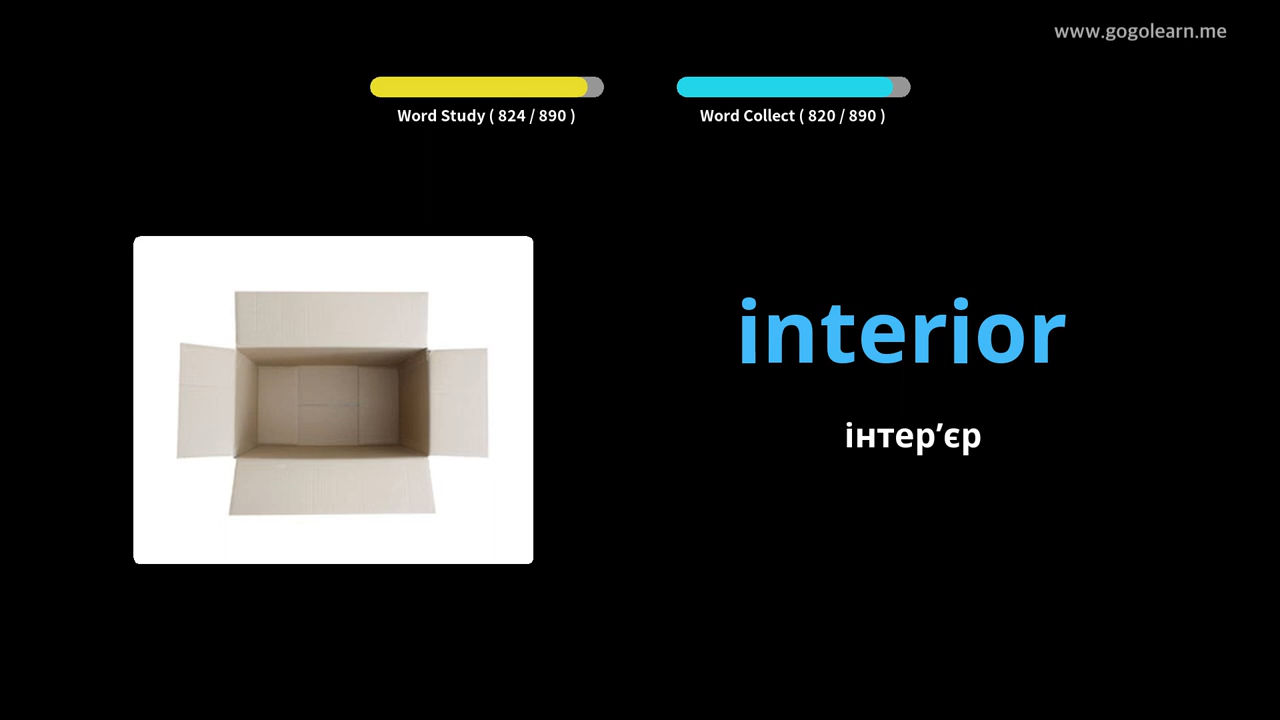 www.gogolearn.me
Word Study ( 824 / 890 )
Word Collect ( 820 / 890 )
interior
інтер’єр